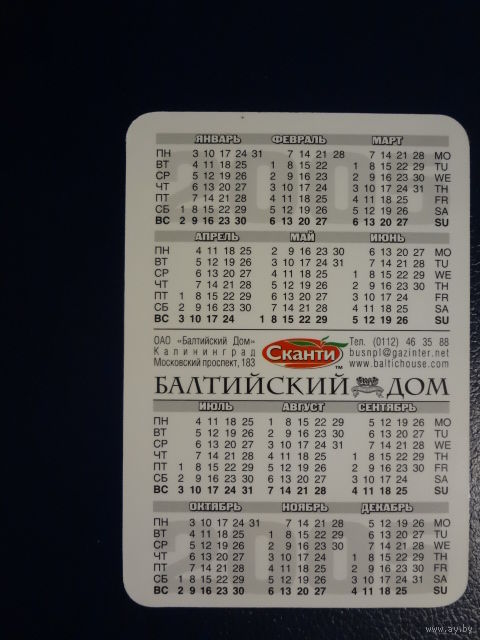 ЯНВАРЬ ФЕВРАЛЬ МАРТ
ПН 3 10 17 24 31 7 14 21 28 7 14 21 28 MO
ВТ 4 11 18 25 1 8 15 22 1 8 15 22 29 TU
СР 5 12 19 26 2 9 16 23 2 9 16 23 30 WE
ЧТ 6 13 20 27 3 10 17 24 3 10 17 24 31 TH
ПТ 7 14 21 28 4 11 18 25 4 11 18 25 FR
СБ 1 8 15 22 29 5 12 19 26 5 12 19 26 SA
ВС 2 9 16 23 30 6 13 20 27 6 13 20 27 SU
АПРЕЛЬ МАЙ ИЮНЬ
ПН 4 11 18 25 2 9 16 23 30 6 13 20 27 MO
ВТ 5 12 19 26 3 10 17 24 31 7 14 21 28 TU
СР 6 13 20 27 4 11 18 25 1 8 15 22 29 WE
ЧТ 7 14 21 28 5 12 19 26 2 9 16 23 30 TH
ПТ 1 8 15 22 29 6 13 20 27 3 10 17 24 FR
СБ 2 9 16 23 30 7 14 21 28 4 11 18 25 SA
ВС 3 10 17 24 1 8 15 22 29 5 12 19 26 SU
ОАО «Балтийский Дом»
Калининград
Московский проспект, 183
Сканти
TM
Тел. (0112) 46 35 88
busnpl@gazinter.net
www.baltichouse.com
БАЛТИЙСКИЙ ДОМ
ИЮЛЬ АВГУСТ СЕНТЯБРЬ
ПН 4 11 18 25 1 8 15 22 29 5 12 19 26 MO
ВТ 5 12 19 26 2 9 16 23 30 6 13 20 27 TU
СР 6 13 20 27 3 10 17 24 31 7 14 21 28 WE
ЧТ 7 14 21 28 4 11 18 25 1 8 15 22 29 TH
ПТ 1 8 15 22 29 5 12 19 26 2 9 16 23 30 FR
СБ 2 9 16 23 30 6 13 20 27 3 10 17 24 SA
ВС 3 10 17 24 31 7 14 21 28 4 11 18 25 SU
ОКТЯБРЬ НОЯБРЬ ДЕКАБРЬ
ПН 3 10 17 24 31 7 14 21 28 5 12 19 26 MO
ВТ 4 11 18 25 1 8 15 22 29 6 13 20 27 TU
СР 5 12 19 26 2 9 16 23 30 7 14 21 28 WE
ЧТ 6 13 20 27 3 10 17 24 1 8 15 22 29 TH
ПТ 7 14 21 28 4 11 18 25 2 9 16 23 30 FR
СБ 1 8 15 22 29 5 12 19 26 3 10 17 24 31 SA
ВС 2 9 16 23 30 6 13 20 27 4 11 18 25 SU
www.ay.by